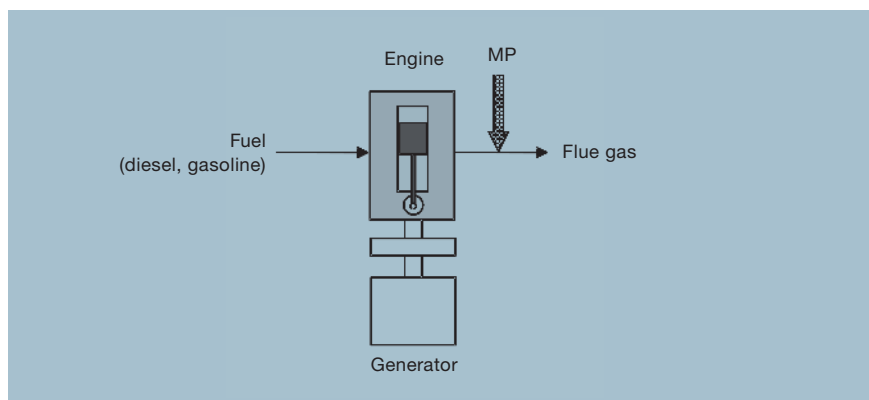 Engine
MP
Fuel
(diesel, gasoline)
Flue gas
Generator